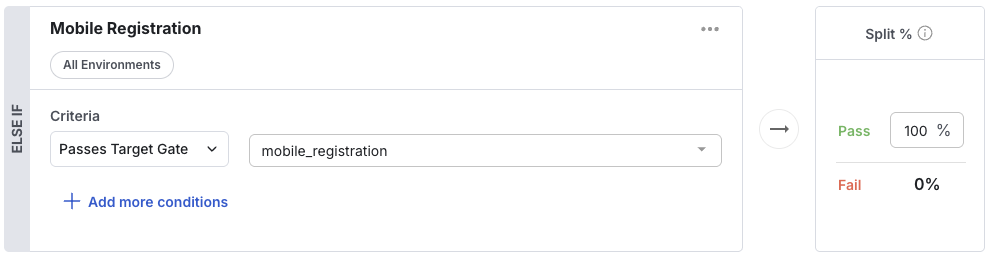 ELSE IF
Mobile Registration
All Environments
Criteria
Passes Target Gate
mobile_registration
Add more conditions
Split %
Pass
100 %
Fail
0%